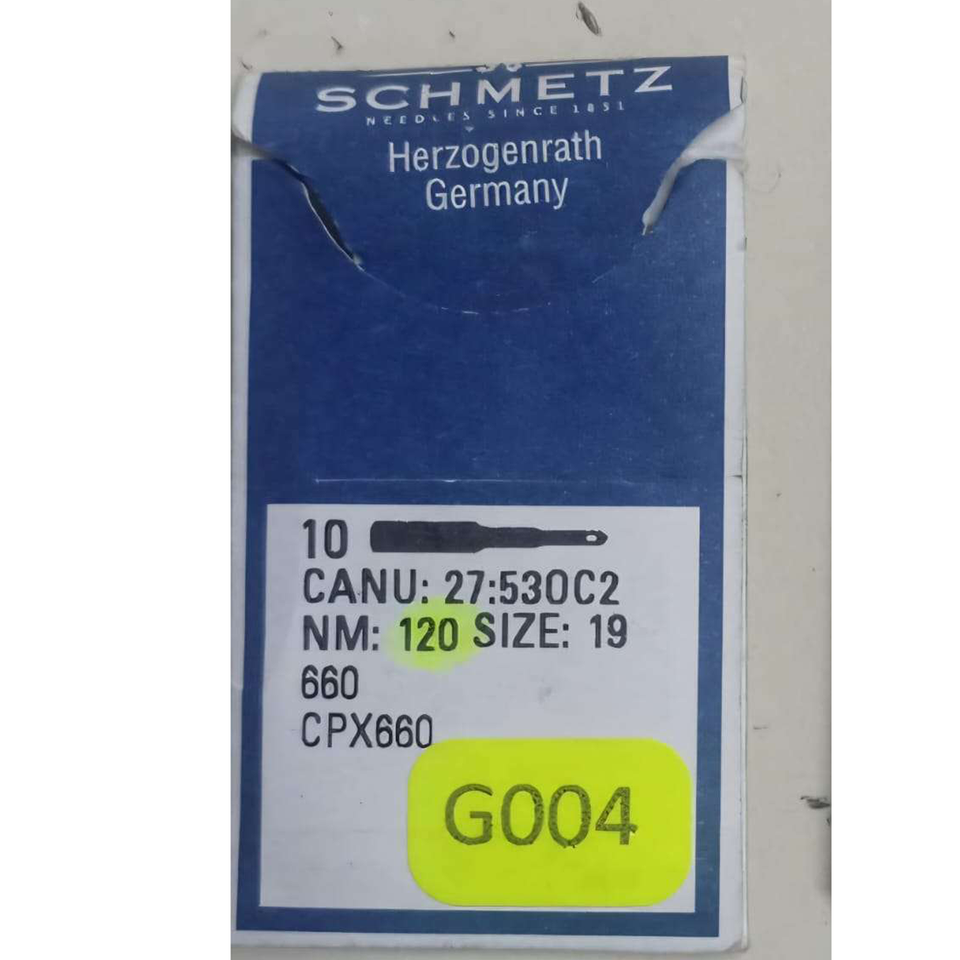 SCHMETZ
NEEDLES SINCE 1851
Herzogenrath
Germany
10
CANU: 27:530C2
NM: 120 SIZE: 19
660
CPX660
G004